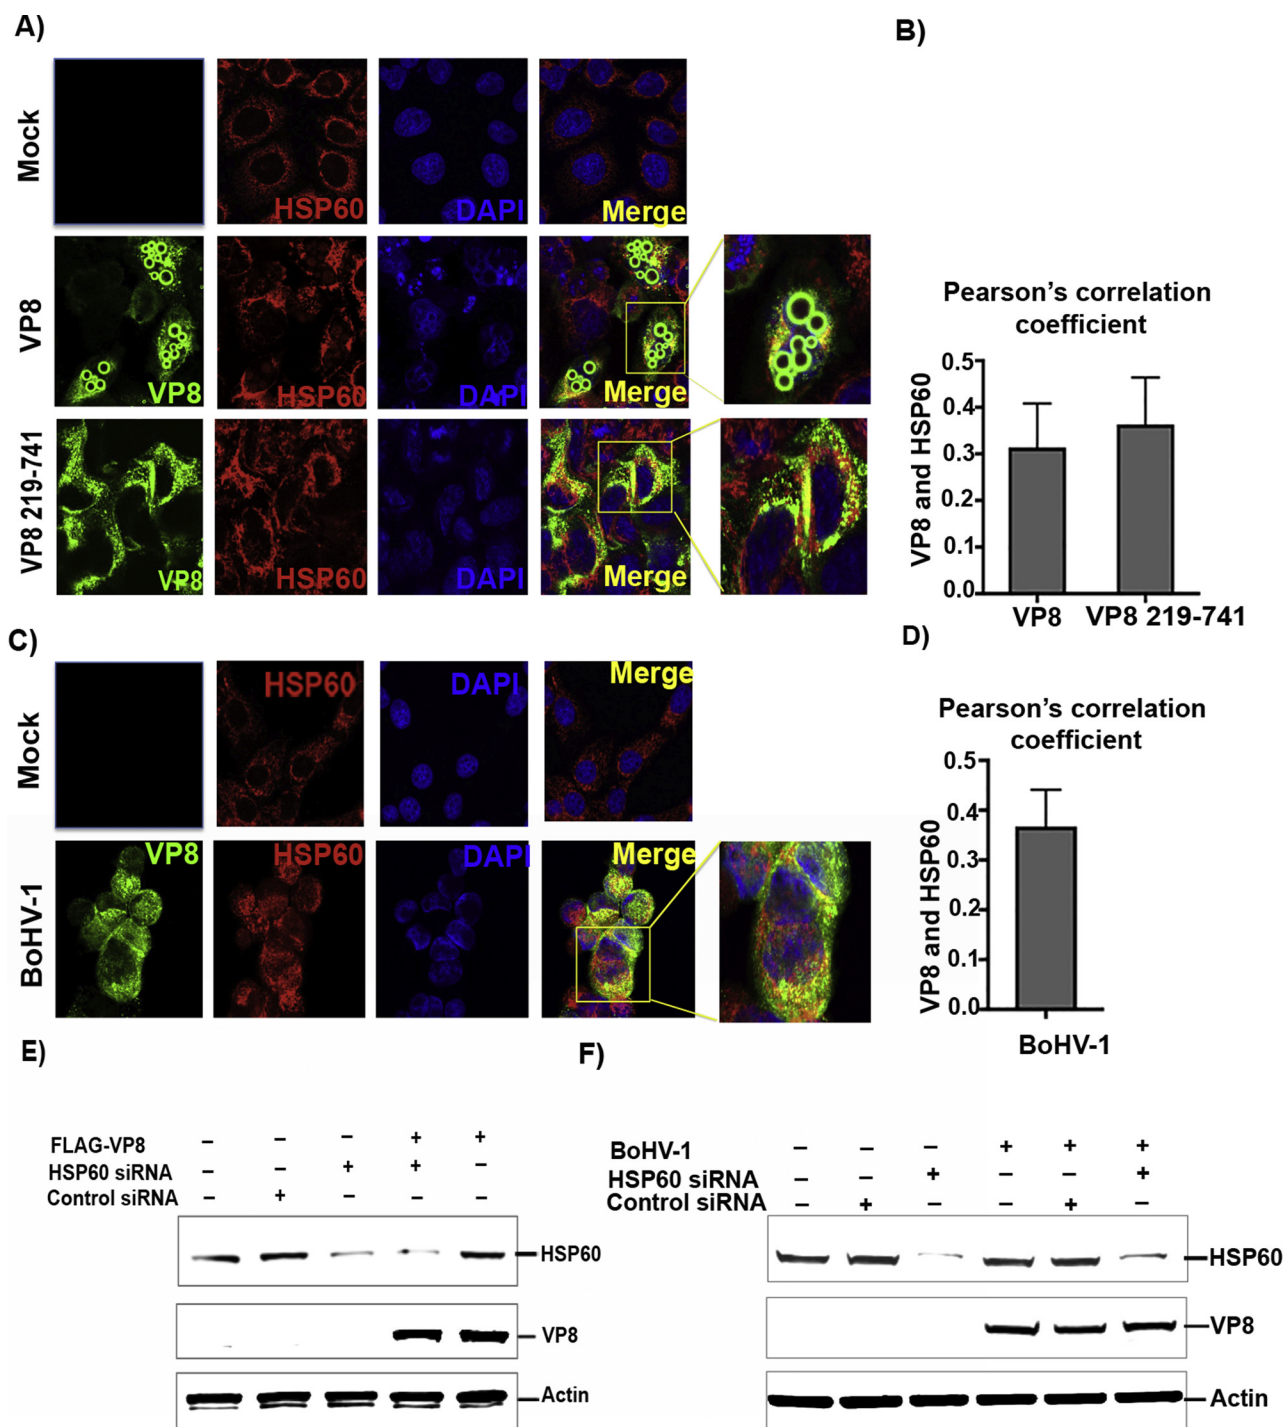 A)
Mock
HSP60
DAPI
Merge
VP8
VP8
HSP60
DAPI
Merge
VP8 219-741
VP8
HSP60
DAPI
Merge
B)
Pearson's correlation
coefficient
VP8 and HSP60
0.5
0.4
0.3
0.2
0.1
0.0
VP8
VP8 219-741
C)
Mock
HSP60
DAPI
Merge
BoHV-1
VP8
HSP60
DAPI
Merge
D)
Pearson's correlation
coefficient
VP8 and HSP60
0.5
0.4
0.3
0.2
0.1
0.0
BoHV-1
E)
FLAG-VP8 – – – + +
HSP60 siRNA – – + + –
Control siRNA – + – – –
HSP60
VP8
Actin
F)
BoHV-1 – – – + + +
HSP60 siRNA – – + – – +
Control siRNA – + – – + –
HSP60
VP8
Actin